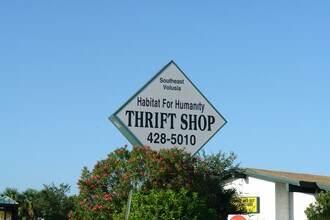 Southeast
Volusia
Habitat For Humanity
THRIFT SHOP
428-5010